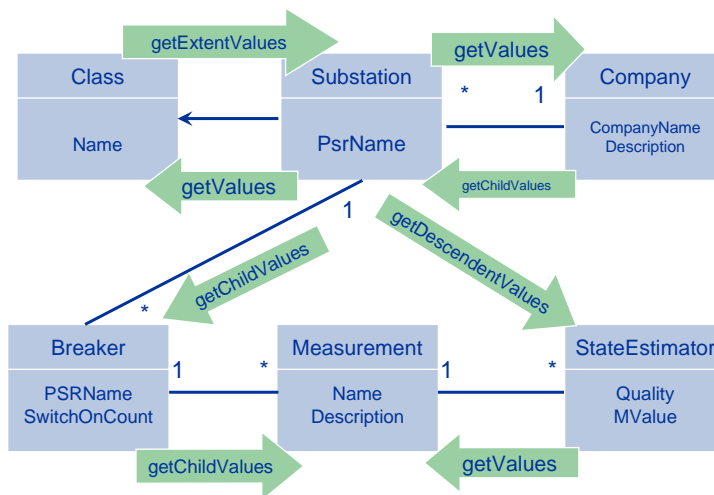 getExtentValues
getValues
Class
Substation
Company
*
1
Name
PsrName
CompanyName
Description
getValues
getChildValues
1
getDescendentValues
getChildValues
*
Breaker
Measurement
StateEstimator
1
*
1
*
PSRName
SwitchOnCount
Name
Description
Quality
MValue
getChildValues
getValues